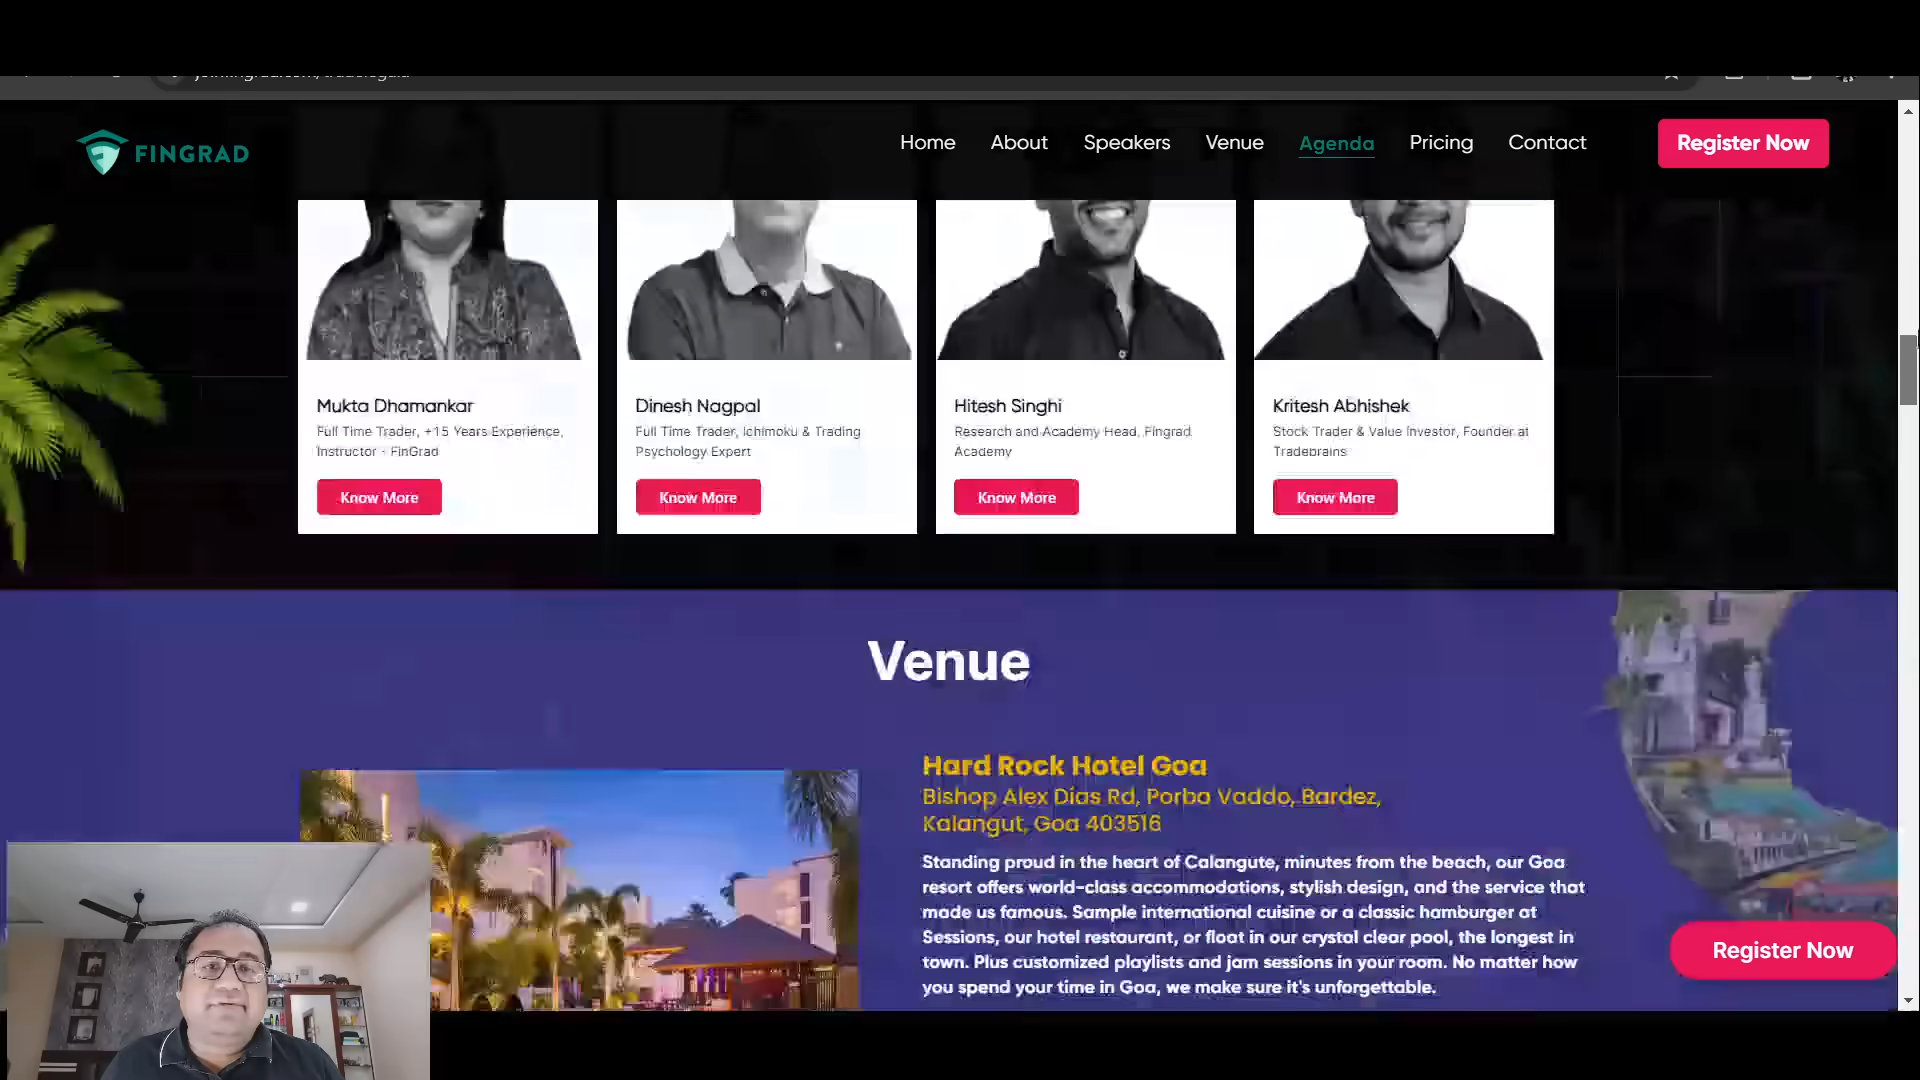 FINGRAD
Home About Speakers Venue Agenda Pricing Contact Register Now
Mukta Dhamankar
Full Time Trader, +15 Years Experience,
Instructor - FinGrad
Know More
Dinesh Nagpal
Full Time Trader, Ichimoku & Trading
Psychology Expert
Know More
Hitesh Singhi
Research and Academy Head, Fingrad
Academy
Know More
Kritesh Abhishek
Stock Trader & Value Investor, Founder at
Tradebrains
Know More
Venue
Hard Rock Hotel Goa
Bishop Alex Dias Rd, Porba Vaddo, Bardez,
Kalangut, Goa 403516
Standing proud in the heart of Calangute, minutes from the beach, our Goa
resort offers world-class accommodations, stylish design, and the service that
made us famous. Sample international cuisine or a classic hamburger at
Sessions, our hotel restaurant, or float in our crystal clear pool, the longest in
town. Plus customized playlists and jam sessions in your room. No matter how
you spend your time in Goa, we make sure it's unforgettable.
Register Now